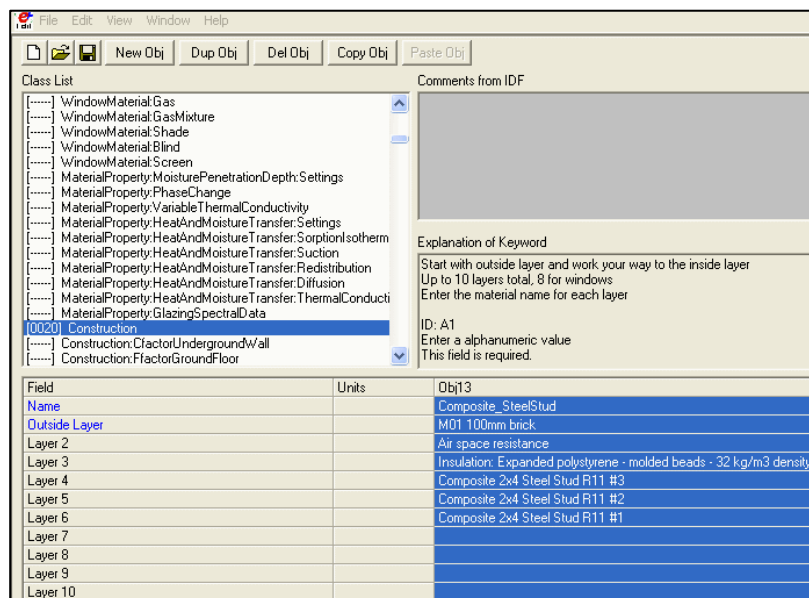 File Edit View Window Help
New Obj Dup Obj Del Obj Copy Obj Paste Obj
Class List
[-----] WindowMaterial:Gas
[-----] WindowMaterial:GasMixture
[-----] WindowMaterial:Shade
[-----] WindowMaterial:Blind
[-----] WindowMaterial:Screen
[-----] MaterialProperty:MoisturePenetrationDepth:Settings
[-----] MaterialProperty:PhaseChange
[-----] MaterialProperty:VariableThermalConductivity
[-----] MaterialProperty:HeatAndMoistureTransfer:Settings
[-----] MaterialProperty:HeatAndMoistureTransfer:SorptionIsotherm
[-----] MaterialProperty:HeatAndMoistureTransfer:Suction
[-----] MaterialProperty:HeatAndMoistureTransfer:Redistribution
[-----] MaterialProperty:HeatAndMoistureTransfer:Diffusion
[-----] MaterialProperty:HeatAndMoistureTransfer:ThermalConducti
[-----] MaterialProperty:GlazingSpectralData
[0020] Construction
[-----] Construction:CfactorUndergroundWall
[-----] Construction:FfactorGroundFloor
Comments from IDF
Explanation of Keyword
Start with outside layer and work your way to the inside layer
Up to 10 layers total, 8 for windows
Enter the material name for each layer
ID: A1
Enter a alphanumeric value
This field is required.
Field Units Obj13
Name Composite_SteelStud
Outside Layer M01 100mm brick
Layer 2 Air space resistance
Layer 3 Insulation: Expanded polystyrene - molded beads - 32 kg/m3 density
Layer 4 Composite 2x4 Steel Stud R11 #3
Layer 5 Composite 2x4 Steel Stud R11 #2
Layer 6 Composite 2x4 Steel Stud R11 #1
Layer 7
Layer 8
Layer 9
Layer 10